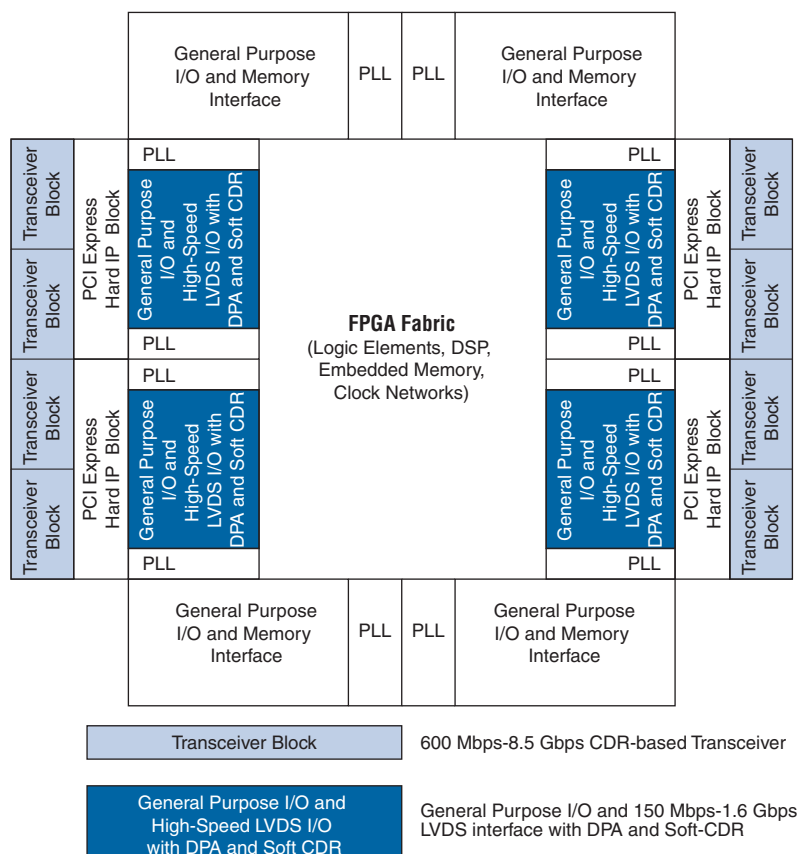 General Purpose
I/O and Memory
Interface
PLL
PLL
General Purpose
I/O and Memory
Interface
Transceiver
Block
Transceiver
Block
PCI Express
Hard IP Block
PLL
General Purpose
I/O and
High-Speed
LVDS I/O with
DPA and Soft CDR
PLL
Transceiver
Block
Transceiver
Block
PCI Express
Hard IP Block
PLL
General Purpose
I/O and
High-Speed
LVDS I/O with
DPA and Soft CDR
PLL
FPGA Fabric
(Logic Elements, DSP,
Embedded Memory,
Clock Networks)
PLL
General Purpose
I/O and
High-Speed
LVDS I/O with
DPA and Soft CDR
PLL
PCI Express
Hard IP Block
Transceiver
Block
Transceiver
Block
PLL
General Purpose
I/O and
High-Speed
LVDS I/O with
DPA and Soft CDR
PLL
PCI Express
Hard IP Block
Transceiver
Block
Transceiver
Block
General Purpose
I/O and Memory
Interface
PLL
PLL
General Purpose
I/O and Memory
Interface
Transceiver Block
600 Mbps-8.5 Gbps CDR-based Transceiver
General Purpose I/O and
High-Speed LVDS I/O
with DPA and Soft CDR
General Purpose I/O and 150 Mbps-1.6 Gbps
LVDS interface with DPA and Soft-CDR